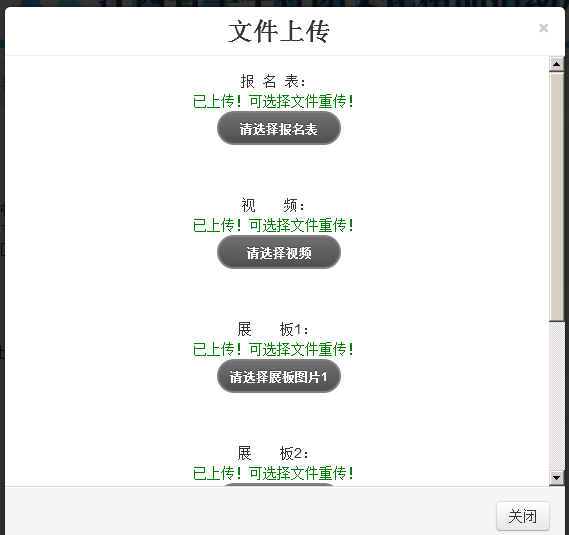 文件上传
×
报 名 表：
已上传！可选择文件重传！
请选择报名表
视 频：
已上传！可选择文件重传！
请选择视频
展 板1：
已上传！可选择文件重传！
请选择展板图片1
展 板2：
已上传！可选择文件重传！
关闭